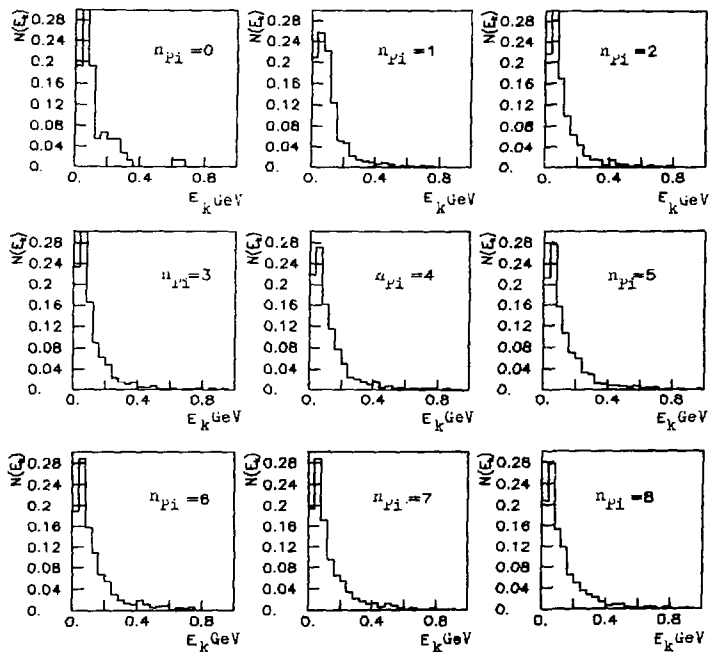 N(E_k)
0.28
0.24
0.20
0.16
0.12
0.08
0.04
0.
n_Pi =0
0. 0.4 0.8
E_k GeV
N(E_k)
0.28
0.24
0.20
0.16
0.12
0.08
0.04
0.
n_Pi =1
0. 0.4 0.8
E_k GeV
N(E_k)
0.28
0.24
0.20
0.16
0.12
0.08
0.04
0.
n_Pi =2
0. 0.4 0.8
E_k GeV
N(E_k)
0.28
0.24
0.20
0.16
0.12
0.08
0.04
0.
n_Pi =3
0. 0.4 0.8
E_k GeV
N(E_k)
0.28
0.24
0.20
0.16
0.12
0.08
0.04
0.
n_Pi =4
0. 0.4 0.8
E_k GeV
N(E_k)
0.28
0.24
0.20
0.16
0.12
0.08
0.04
0.
n_Pi =5
0. 0.4 0.8
E_k GeV
N(E_k)
0.28
0.24
0.20
0.16
0.12
0.08
0.04
0.
n_Pi =6
0. 0.4 0.8
E_k GeV
N(E_k)
0.28
0.24
0.20
0.16
0.12
0.08
0.04
0.
n_Pi =7
0. 0.4 0.8
E_k GeV
N(E_k)
0.28
0.24
0.20
0.16
0.12
0.08
0.04
0.
n_Pi =8
0. 0.4 0.8
E_k GeV